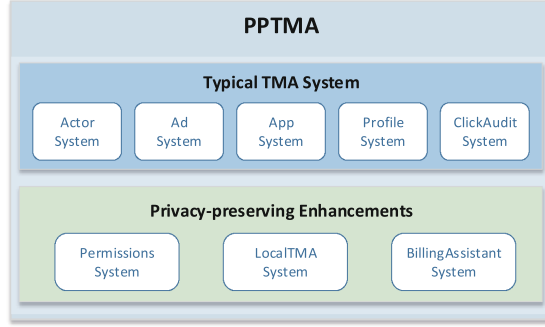 PPTMA
Typical TMA System
Actor
System
Ad
System
App
System
Profile
System
ClickAudit
System
Privacy-preserving Enhancements
Permissions
System
LocalTMA
System
BillingAssistant
System